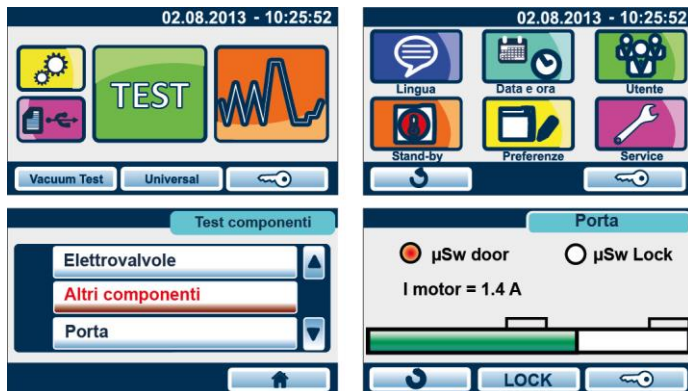 02.08.2013 - 10:25:52
TEST
Vacuum Test
Universal
02.08.2013 - 10:25:52
Lingua
Data e ora
Utente
Stand-by
Preferenze
Service
Test componenti
Elettrovalvole
Altri componenti
Porta
Porta
µSw door
µSw Lock
I motor = 1.4 A
LOCK